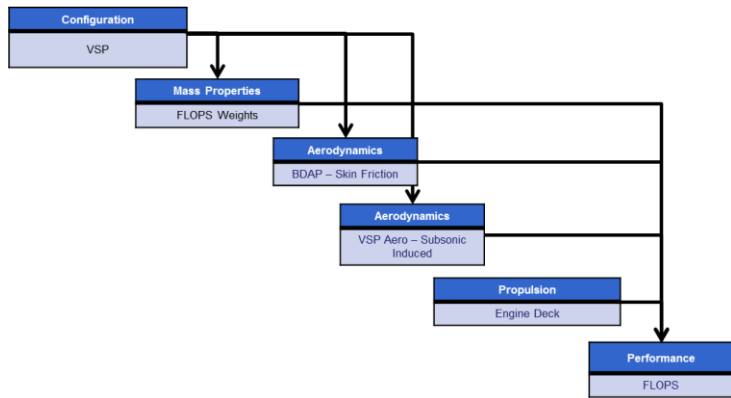 Configuration
VSP
Mass Properties
FLOPS Weights
Aerodynamics
BDAP – Skin Friction
Aerodynamics
VSP Aero – Subsonic
Induced
Propulsion
Engine Deck
Performance
FLOPS